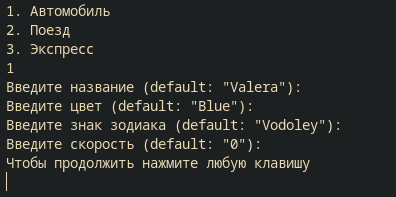 1. Автомобиль
2. Поезд
3. Экспресс
1
Введите название (default: "Valera"):
Введите цвет (default: "Blue"):
Введите знак зодиака (default: "Vodoley"):
Введите скорость (default: "0"):
Чтобы продолжить нажмите любую клавишу